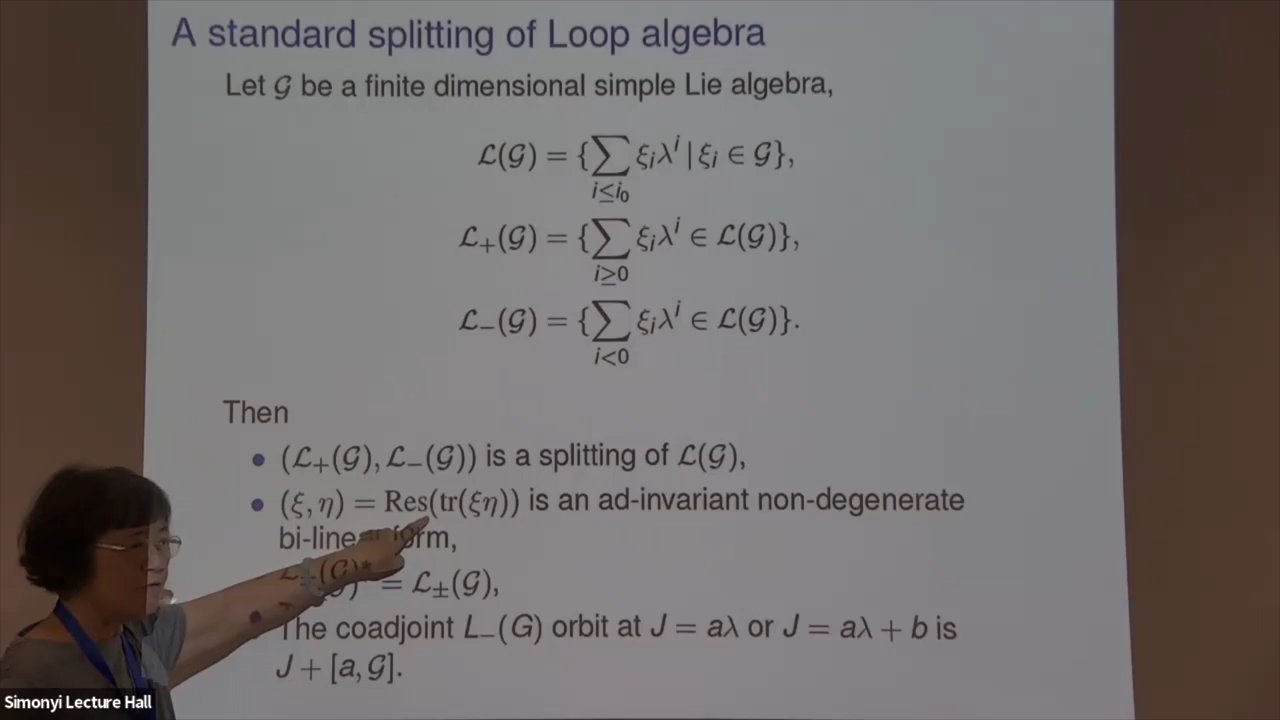 A standard splitting of Loop algebra
Let 𝒢 be a finite dimensional simple Lie algebra,
ℒ(𝒢) = {∑_{i≤i₀} ξᵢλⁱ | ξᵢ ∈ 𝒢},
ℒ₊(𝒢) = {∑_{i≥0} ξᵢλⁱ ∈ ℒ(𝒢)},
ℒ₋(𝒢) = {∑_{i<0} ξᵢλⁱ ∈ ℒ(𝒢)}.
Then
• (ℒ₊(𝒢), ℒ₋(𝒢)) is a splitting of ℒ(𝒢),
• (ξ, η) = Res(tr(ξη)) is an ad-invariant non-degenerate
bi-linear form,
(𝒢)* = ℒ±(𝒢),
• The coadjoint L₋(G) orbit at J = aλ or J = aλ + b is
J + [a, 𝒢].
Simonyi Lecture Hall